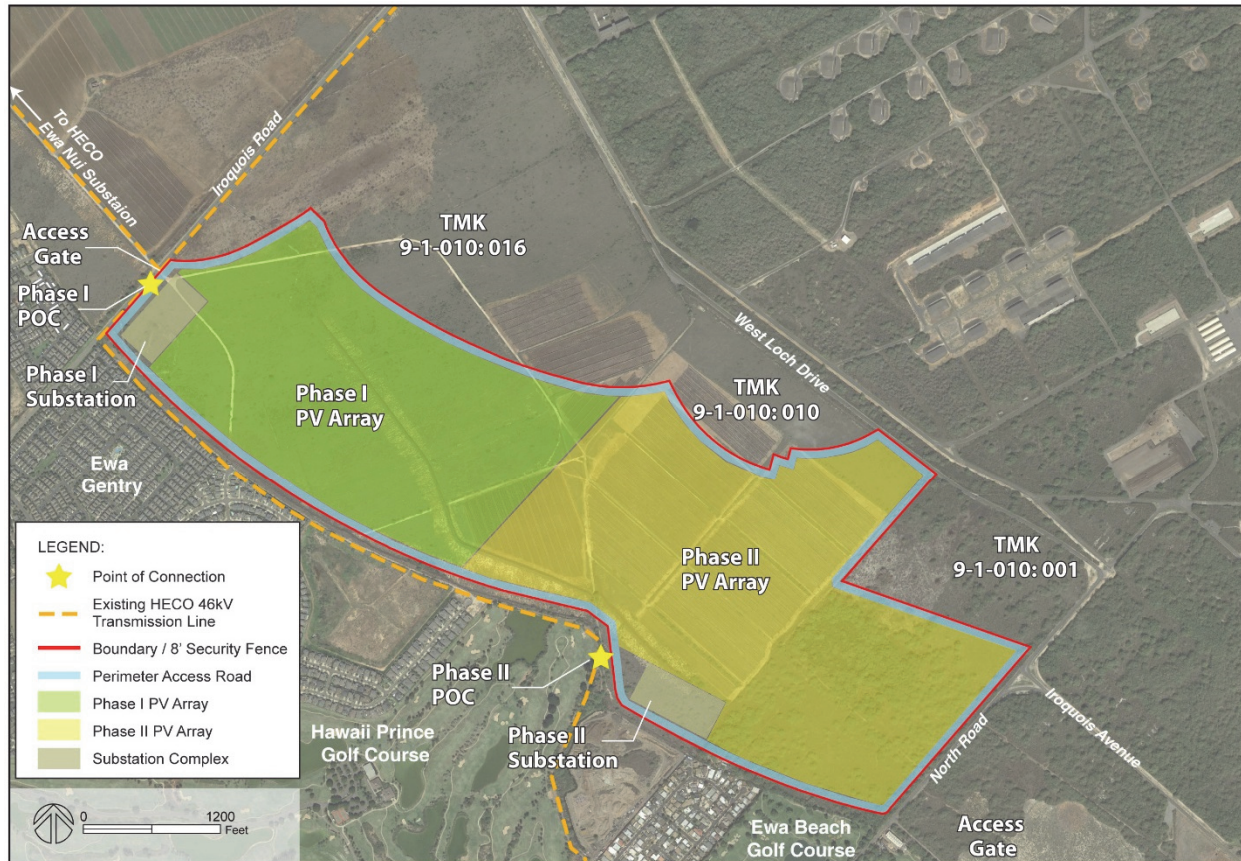 To HECO
Ewa Nui Substaion
Iroquois Road
Access
Gate
Phase I
POC
Phase I
Substation
TMK
9-1-010: 016
West Loch Drive
TMK
9-1-010: 010
Phase I
PV Array
Ewa
Gentry
Phase II
PV Array
TMK
9-1-010: 001
LEGEND:
Point of Connection
Existing HECO 46kV
Transmission Line
Boundary / 8' Security Fence
Perimeter Access Road
Phase I PV Array
Phase II PV Array
Substation Complex
Phase II
POC
Hawaii Prince
Golf Course
Phase II
Substation
North Road
Iroquois Avenue
Ewa Beach
Golf Course
Access
Gate
0 1200
Feet